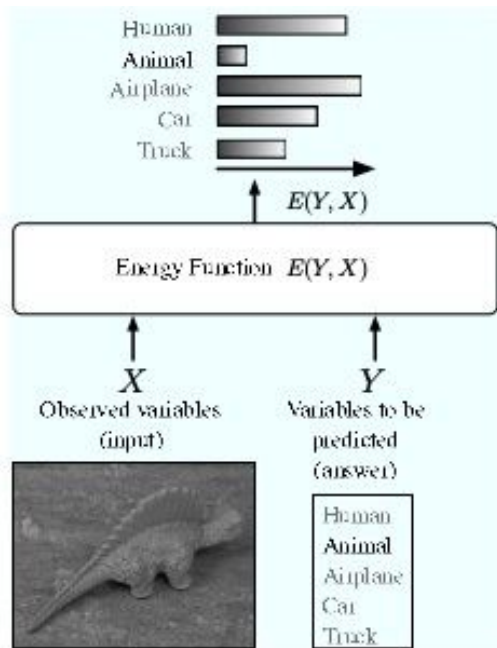 Human
Animal
Airplane
Car
Truck
E(Y, X)
Energy Function E(Y, X)
X
Observed variables
(input)
Y
Variables to be
predicted
(answer)
Human
Animal
Airplane
Car
Truck